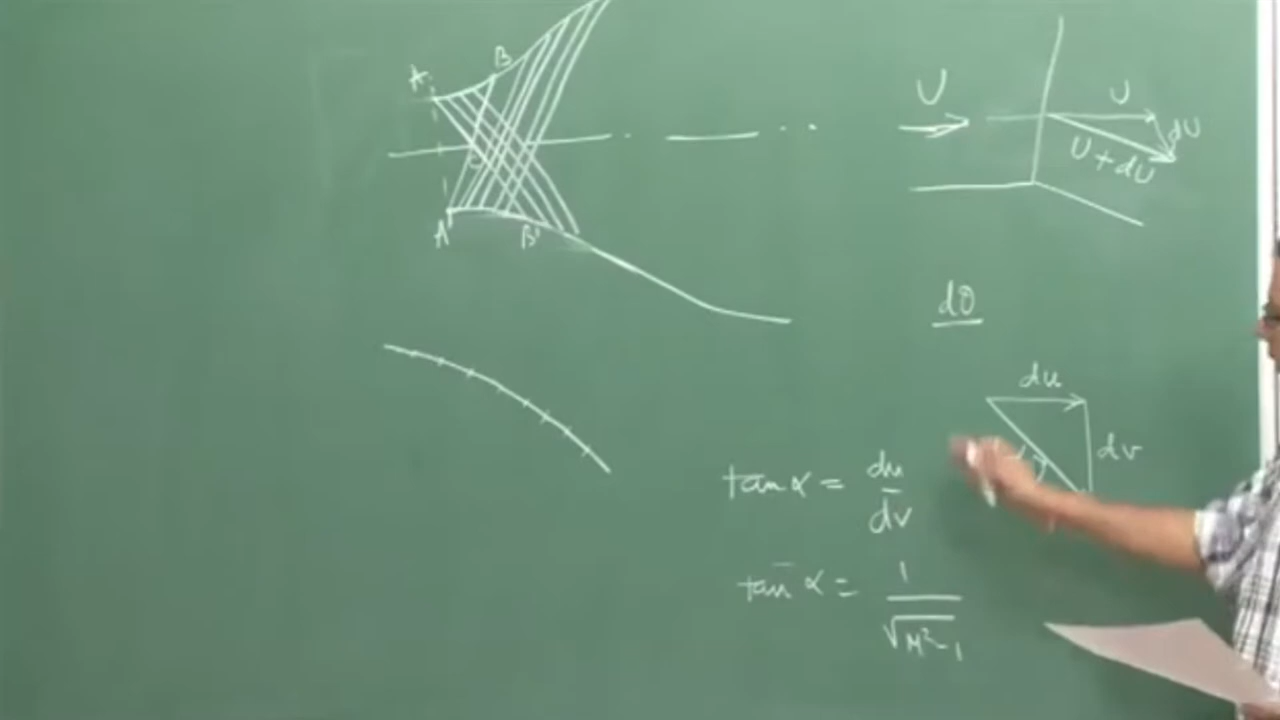 A
B
U
U
dU
U + dU
A'
B'
dθ
du
dv
tan α = du/dv
tan α = 1/√M²-1